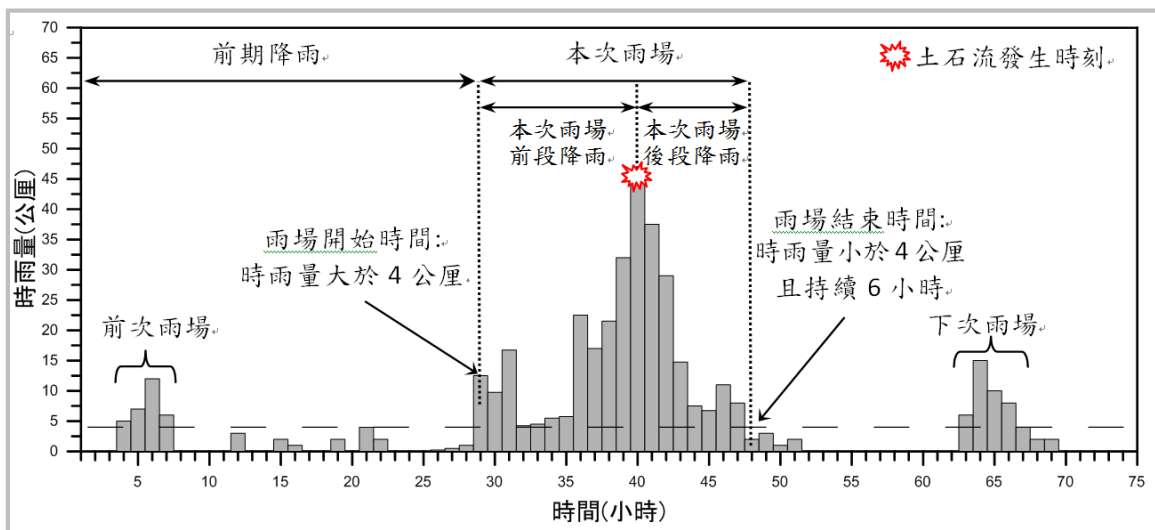 前期降雨
本次雨場
土石流發生時刻
本次雨場
前段降雨
本次雨場
後段降雨
雨場開始時間:
時雨量大於 4 公厘
雨場結束時間:
時雨量小於 4 公厘
且持續 6 小時
前次雨場
下次雨場
時雨量(公厘)
70
65
60
55
50
45
40
35
30
25
20
15
10
5
0
5 10 15 20 25 30 35 40 45 50 55 60 65 70 75
時間(小時)